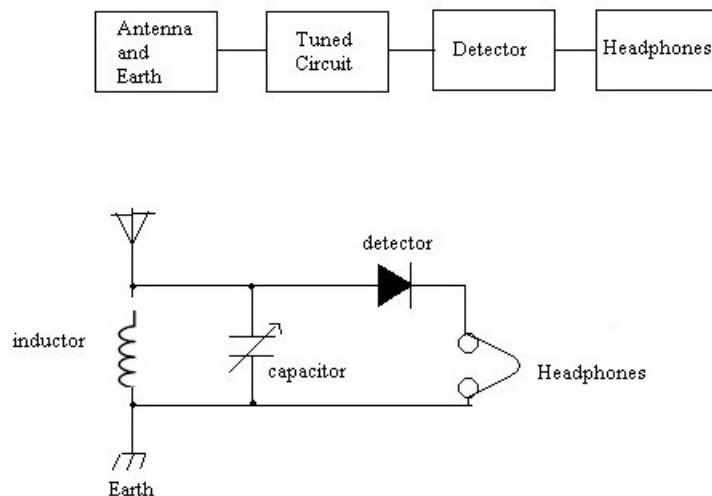 Antenna
and
Earth
Tuned
Circuit
Detector
Headphones
detector
inductor
capacitor
Headphones
Earth